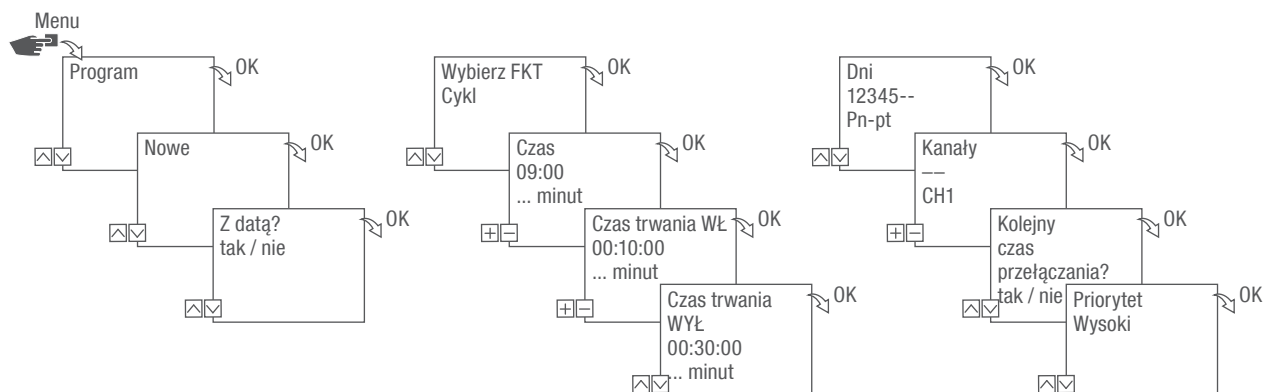 Menu
Program
OK
Nowe
OK
Z datą?
tak / nie
OK
Wybierz FKT
Cykl
OK
Czas
09:00
... minut
OK
Czas trwania WŁ
00:10:00
... minut
OK
Czas trwania
WYŁ
00:30:00
... minut
OK
Dni
12345--
Pn-pt
OK
Kanały
––
CH1
OK
Kolejny
czas
przełączania?
tak / nie
OK
Priorytet
Wysoki
OK